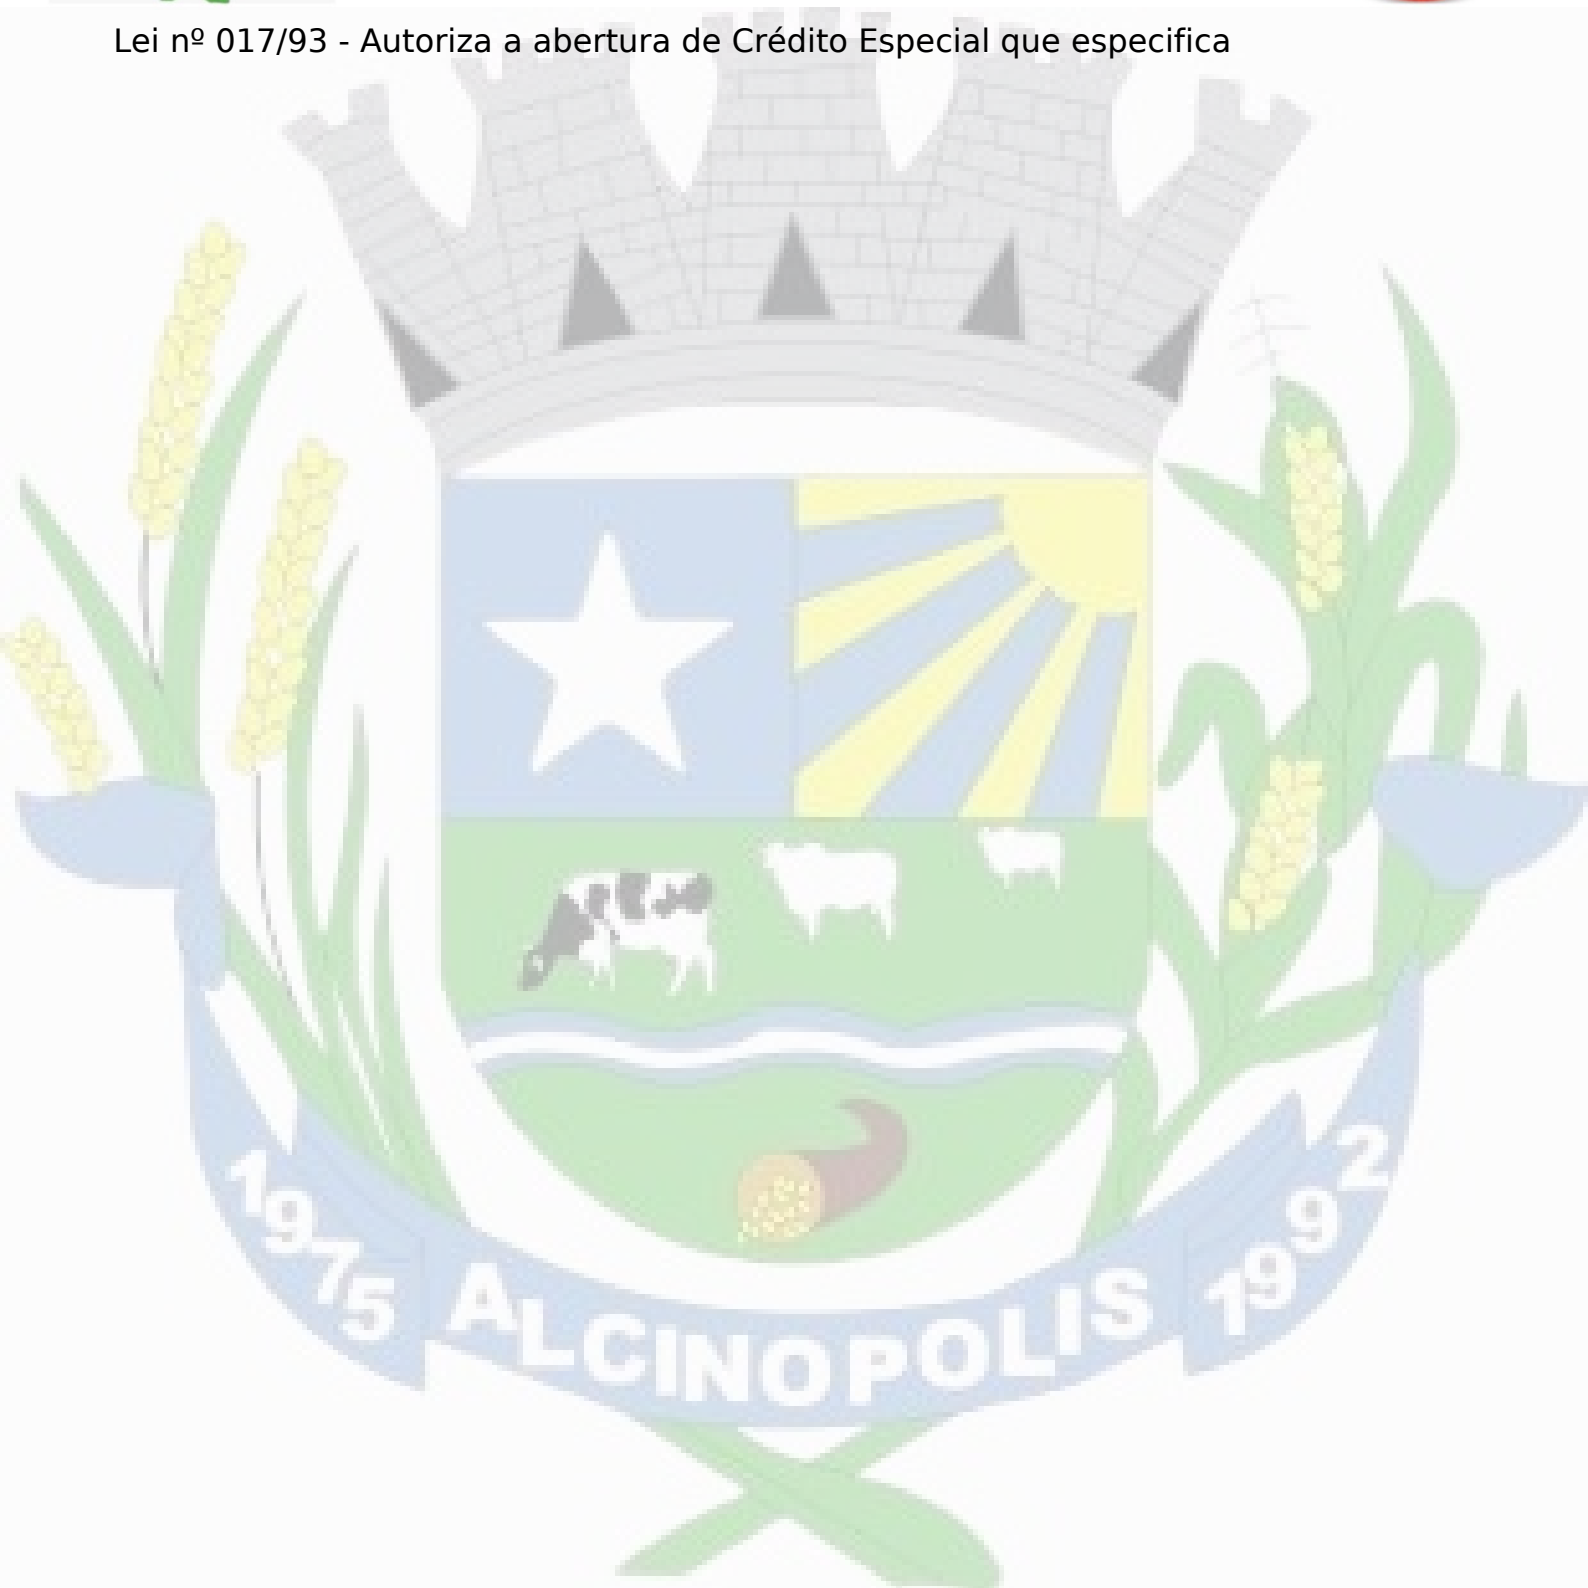 Lei nº 017/93 - Autoriza a abertura de Crédito Especial que especifica
1975 ALCINOPOLIS 1992